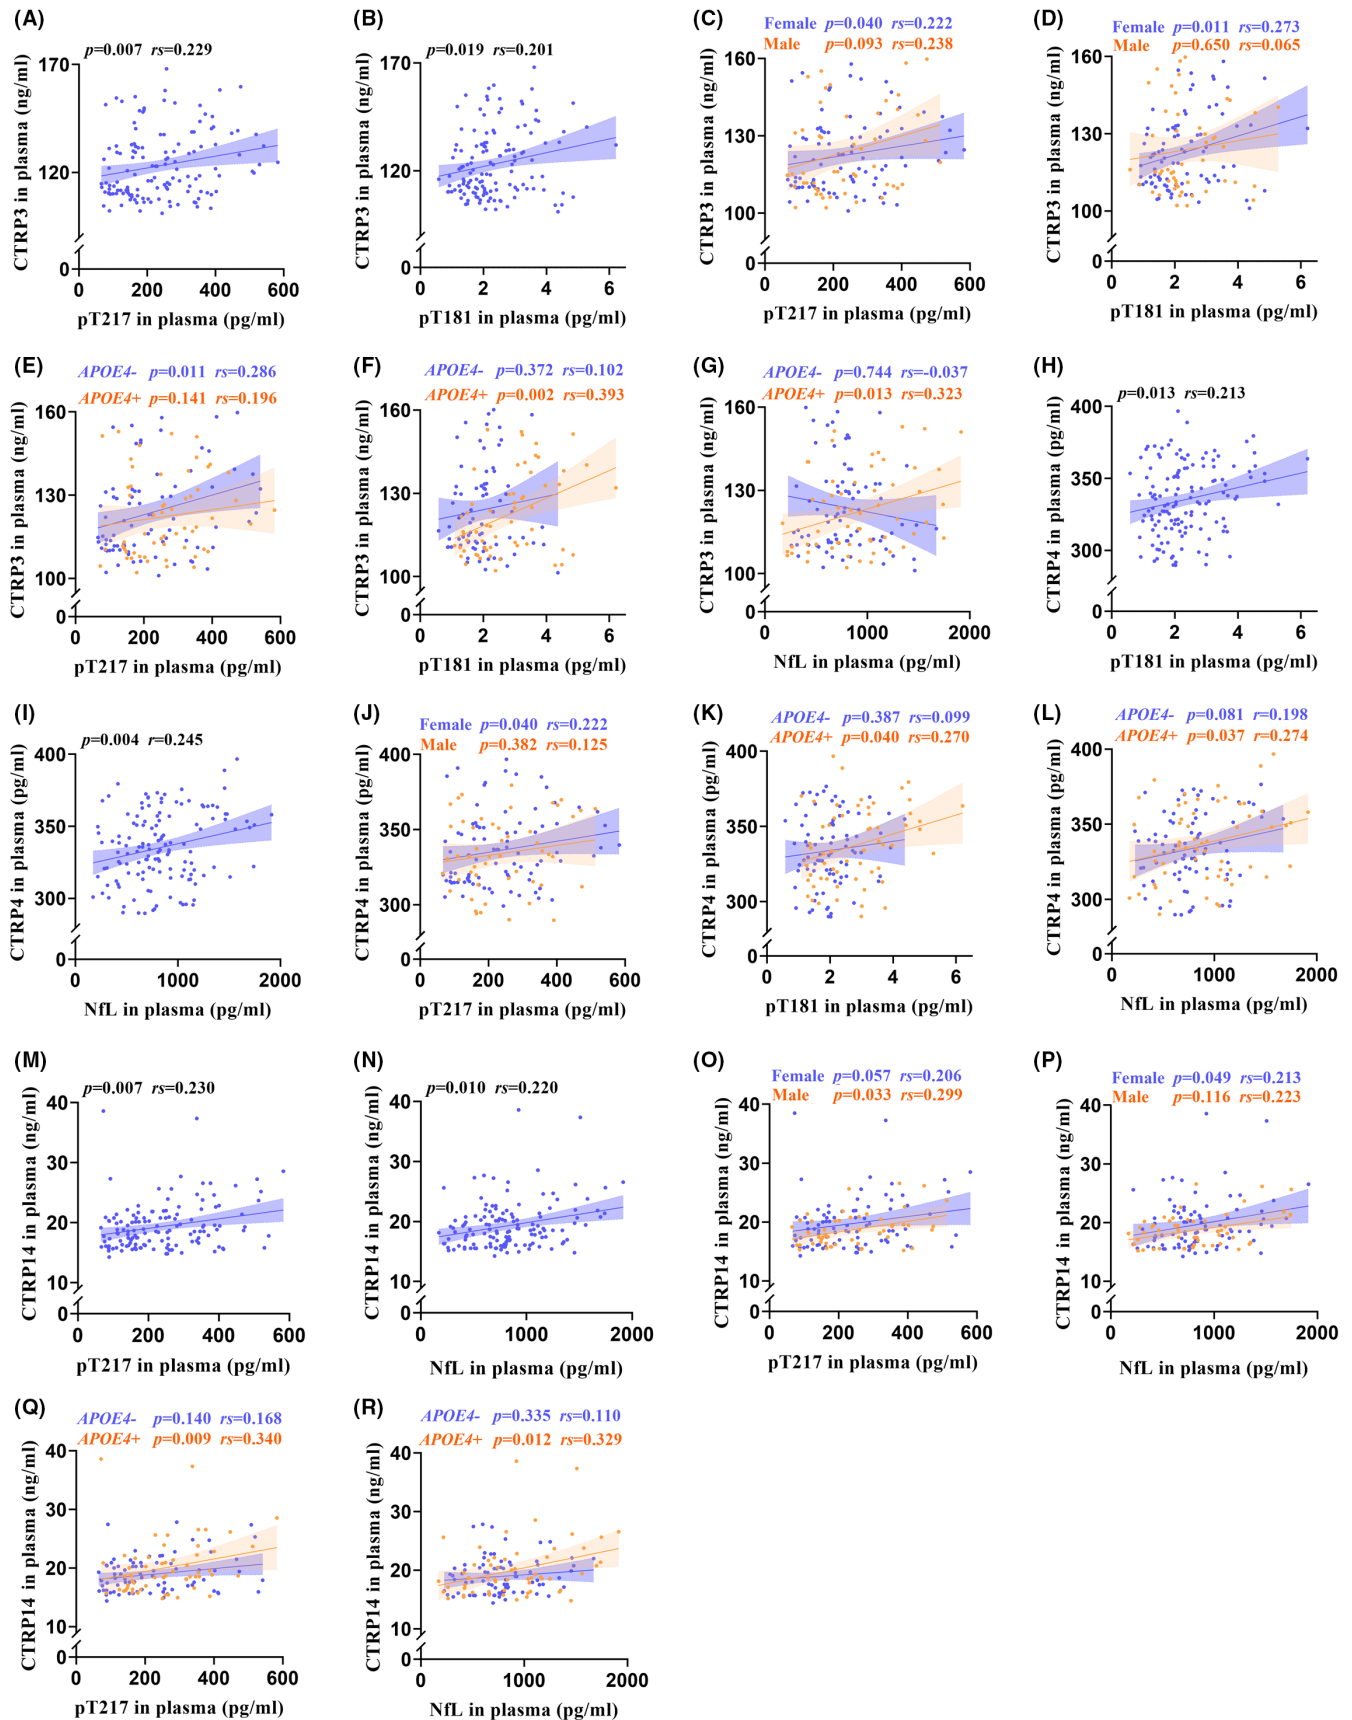 (A)
p=0.007 rs=0.229
170
120
0
0 200 400 600
CTRP3 in plasma (ng/ml)
pT217 in plasma (pg/ml)
(B)
p=0.019 rs=0.201
170
120
0
0 2 4 6
CTRP3 in plasma (ng/ml)
pT181 in plasma (pg/ml)
(C)
Female p=0.040 rs=0.222
Male p=0.093 rs=0.238
160
130
100
0
0 200 400 600
CTRP3 in plasma (ng/ml)
pT217 in plasma (pg/ml)
(D)
Female p=0.011 rs=0.273
Male p=0.650 rs=0.065
160
130
100
0
0 2 4 6
CTRP3 in plasma (ng/ml)
pT181 in plasma (pg/ml)
(E)
APOE4- p=0.011 rs=0.286
APOE4+ p=0.141 rs=0.196
160
130
100
0
0 200 400 600
CTRP3 in plasma (ng/ml)
pT217 in plasma (pg/ml)
(F)
APOE4- p=0.372 rs=0.102
APOE4+ p=0.002 rs=0.393
160
130
100
0
0 2 4 6
CTRP3 in plasma (ng/ml)
pT181 in plasma (pg/ml)
(G)
APOE4- p=0.744 rs=-0.037
APOE4+ p=0.013 rs=0.323
160
130
100
0
0 1000 2000
CTRP3 in plasma (ng/ml)
NfL in plasma (pg/ml)
(H)
p=0.013 rs=0.213
400
350
300
0
0 2 4 6
CTRP4 in plasma (pg/ml)
pT181 in plasma (pg/ml)
(I)
p=0.004 r=0.245
400
350
300
0
0 1000 2000
CTRP4 in plasma (pg/ml)
NfL in plasma (pg/ml)
(J)
Female p=0.040 rs=0.222
Male p=0.382 rs=0.125
400
350
300
0
0 200 400 600
CTRP4 in plasma (pg/ml)
pT217 in plasma (pg/ml)
(K)
APOE4- p=0.387 rs=0.099
APOE4+ p=0.040 rs=0.270
400
350
300
0
0 2 4 6
CTRP4 in plasma (pg/ml)
pT181 in plasma (pg/ml)
(L)
APOE4- p=0.081 r=0.198
APOE4+ p=0.037 r=0.274
400
350
300
0
0 1000 2000
CTRP4 in plasma (pg/ml)
NfL in plasma (pg/ml)
(M)
p=0.007 rs=0.230
40
30
20
10
0
0 200 400 600
CTRP14 in plasma (ng/ml)
pT217 in plasma (pg/ml)
(N)
p=0.010 rs=0.220
40
30
20
10
0
0 1000 2000
CTRP14 in plasma (ng/ml)
NfL in plasma (pg/ml)
(O)
Female p=0.057 rs=0.206
Male p=0.033 rs=0.299
40
30
20
10
0
0 200 400 600
CTRP14 in plasma (ng/ml)
pT217 in plasma (pg/ml)
(P)
Female p=0.049 rs=0.213
Male p=0.116 rs=0.223
40
30
20
10
0
0 1000 2000
CTRP14 in plasma (ng/ml)
NfL in plasma (pg/ml)
(Q)
APOE4- p=0.140 rs=0.168
APOE4+ p=0.009 rs=0.340
40
30
20
10
0
0 200 400 600
CTRP14 in plasma (ng/ml)
pT217 in plasma (pg/ml)
(R)
APOE4- p=0.335 rs=0.110
APOE4+ p=0.012 rs=0.329
40
30
20
10
0
0 1000 2000
CTRP14 in plasma (ng/ml)
NfL in plasma (pg/ml)